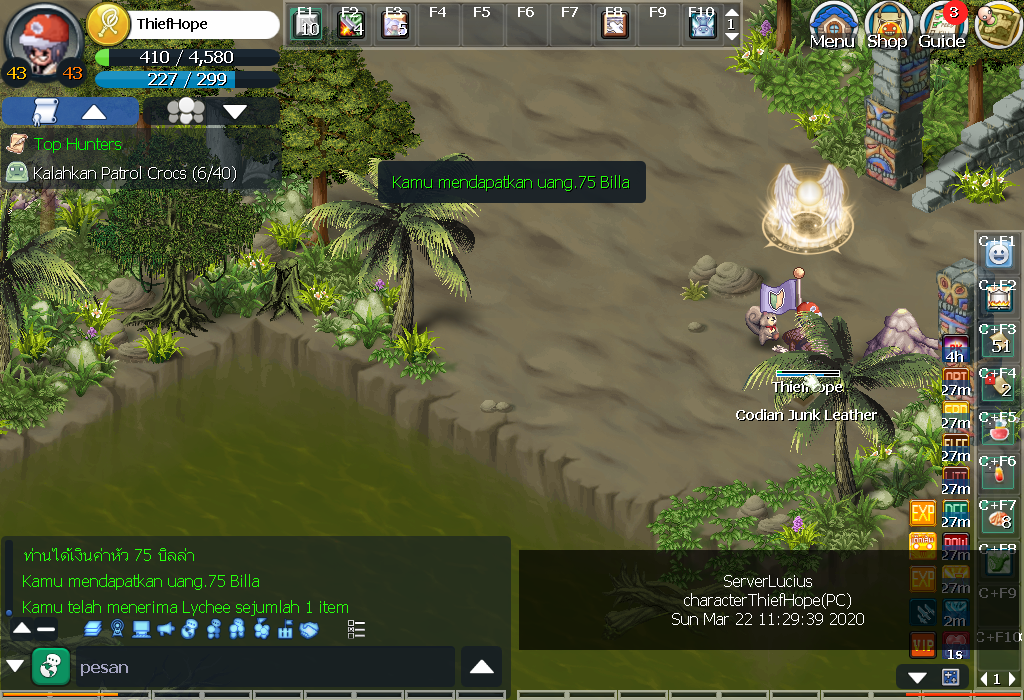 ThiefHope
410 / 4,580
227 / 299
43 43
F1 F2 F3 F4 F5 F6 F7 F8 F9 F10
10 4 5 1
3
Menu Shop Guide
Top Hunters
Kalahkan Patrol Crocs (6/40)
Kamu mendapatkan uang.75 Billa
C+F1
C+F2
C+F3
51
C+F4
2
C+F5
C+F6
C+F7
8
C+F8
C+F9
C+F10
4h
27m
27m
27m
27m
EXP
27m
27m
EXP
27m
2m
VIP
1s
ThiefHope
Codian Junk Leather
ท่านได้เงินค่าหัว 75 บิลล่า
Kamu mendapatkan uang.75 Billa
Kamu telah menerima Lychee sejumlah 1 item
pesan
ServerLucius
characterThiefHope(PC)
Sun Mar 22 11:29:39 2020
1